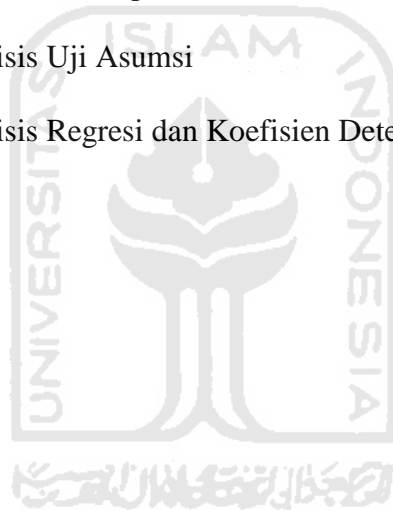 isis Uji Asumsi
isis Regresi dan Koefisien Dete
ISLAM
UNIVERSITAS
INDONESIA